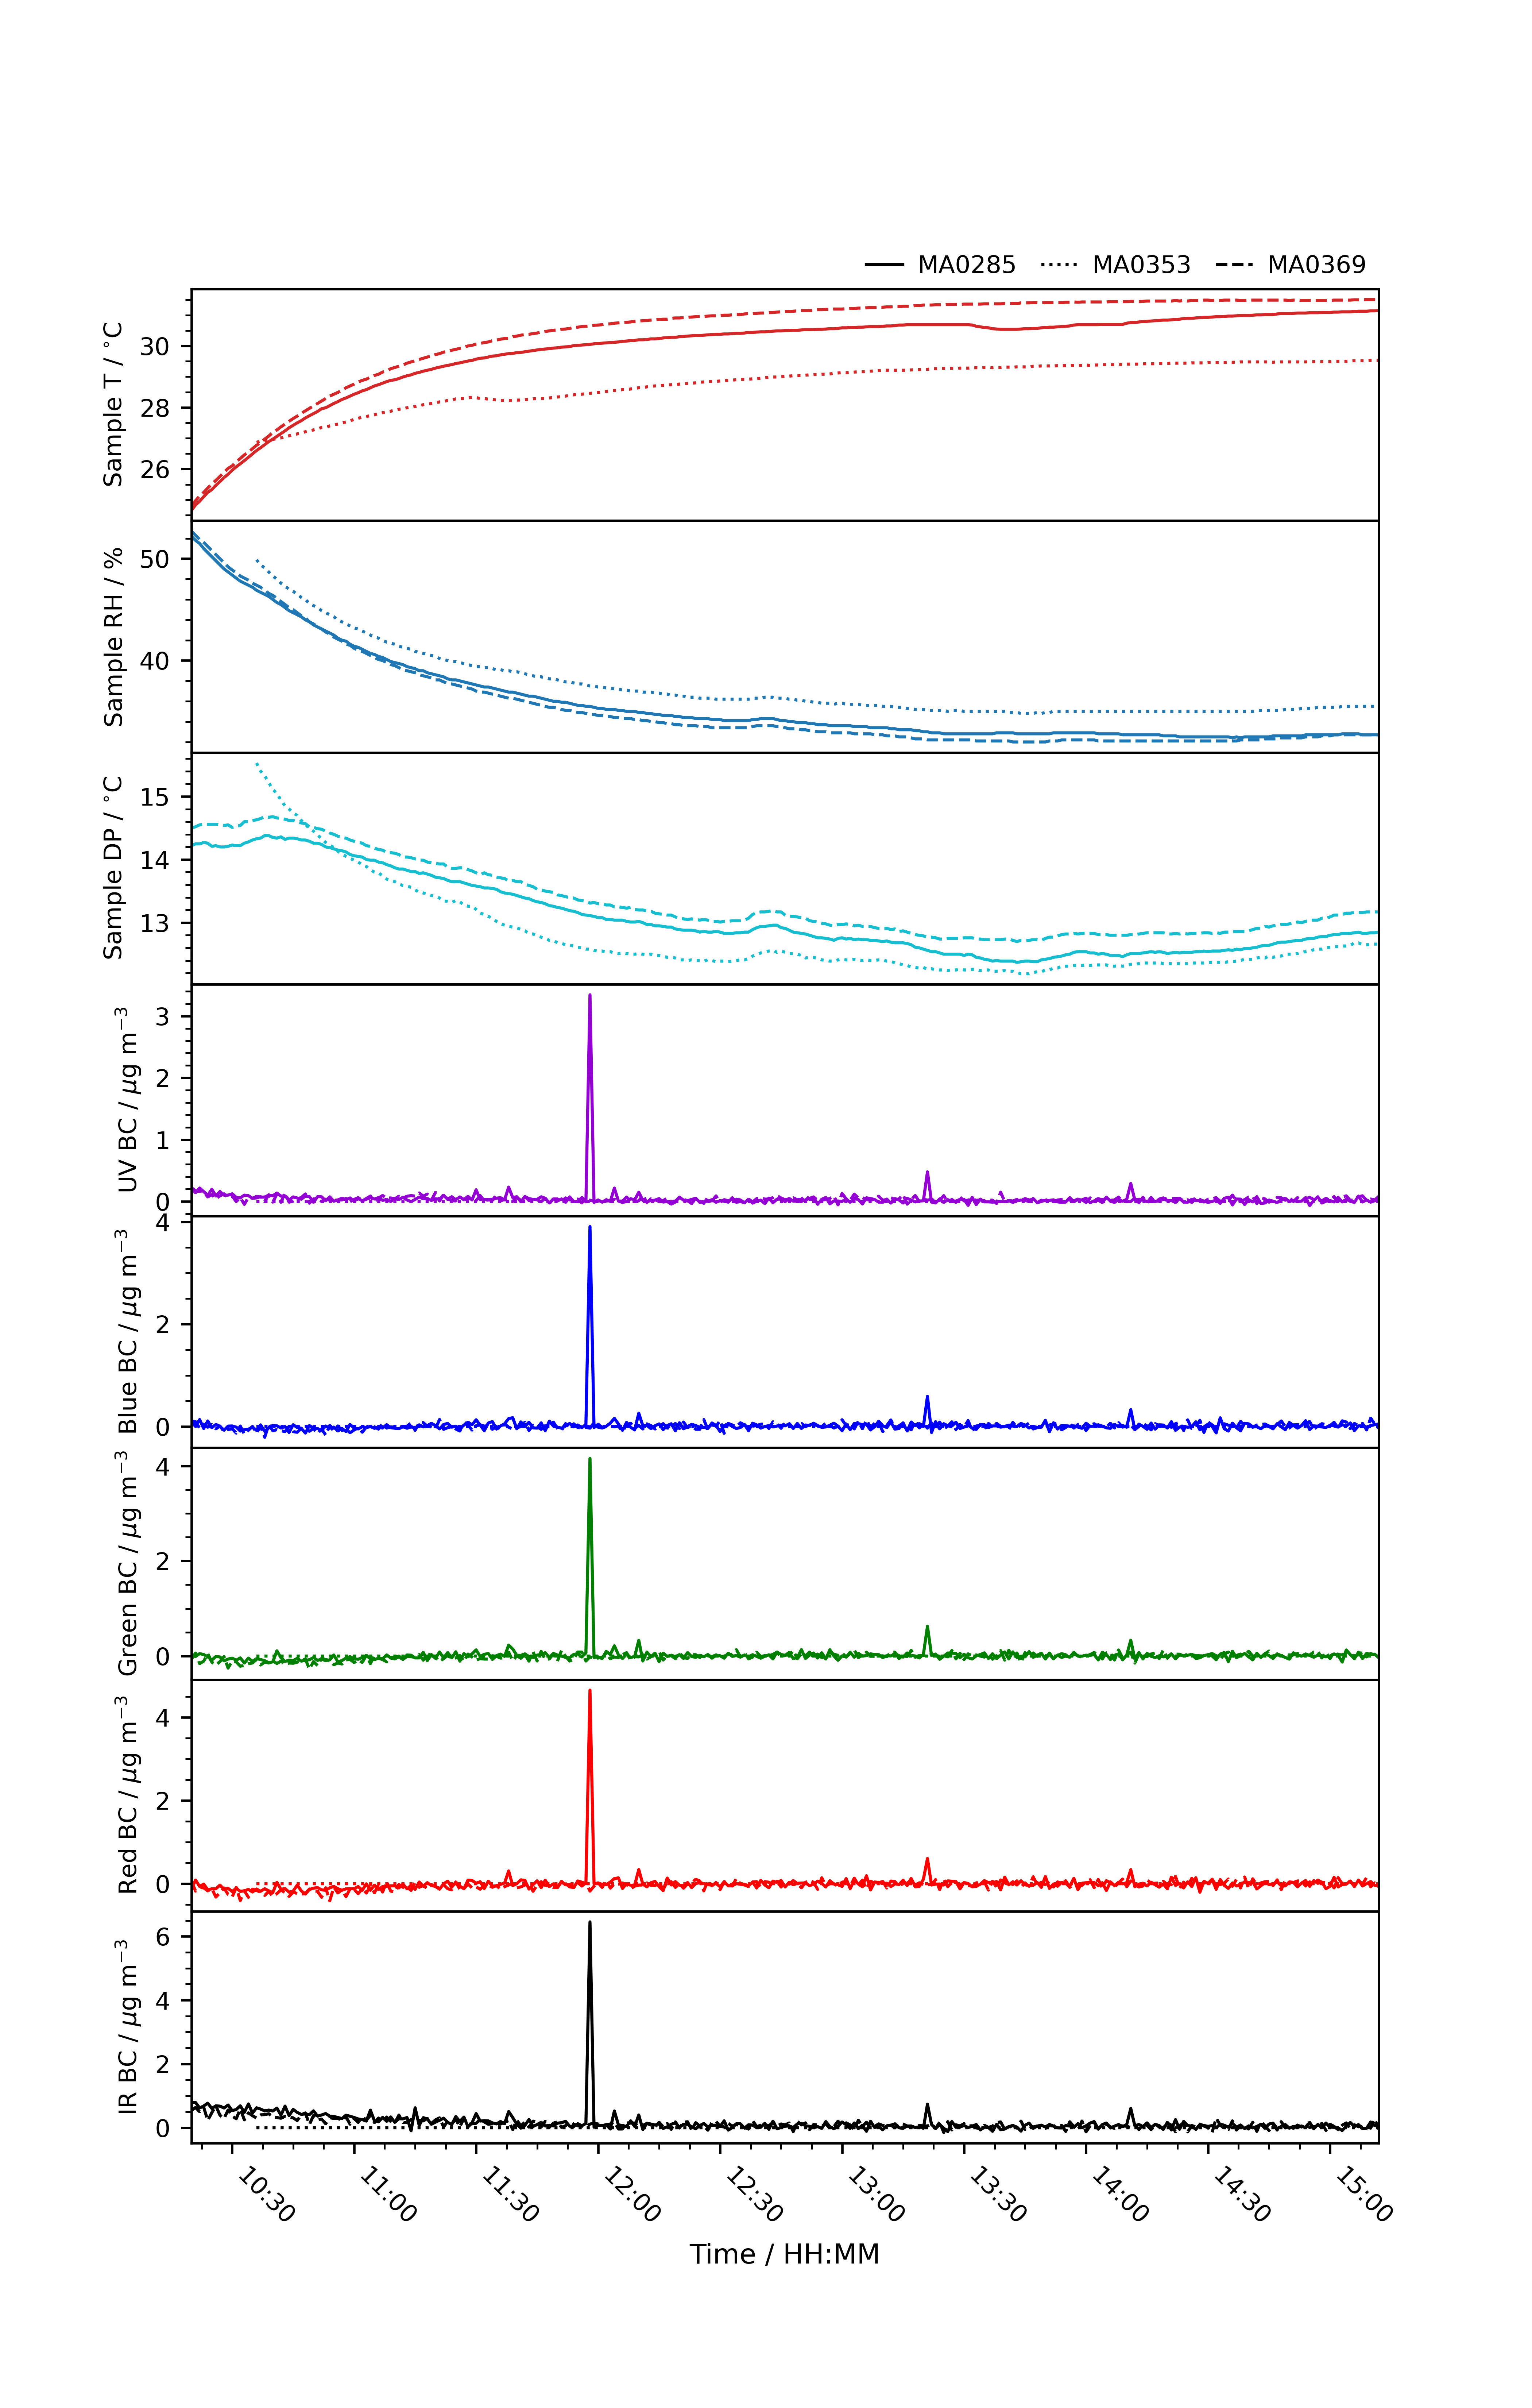 MA0285 MA0353 MA0369
Sample T / °C
30
28
26
Sample RH / %
50
40
Sample DP / °C
15
14
13
UV BC / μg m⁻³
3
2
1
0
Blue BC / μg m⁻³
4
2
0
Green BC / μg m⁻³
4
2
0
Red BC / μg m⁻³
4
2
0
IR BC / μg m⁻³
6
4
2
0
10:30 11:00 11:30 12:00 12:30 13:00 13:30 14:00 14:30 15:00
Time / HH:MM